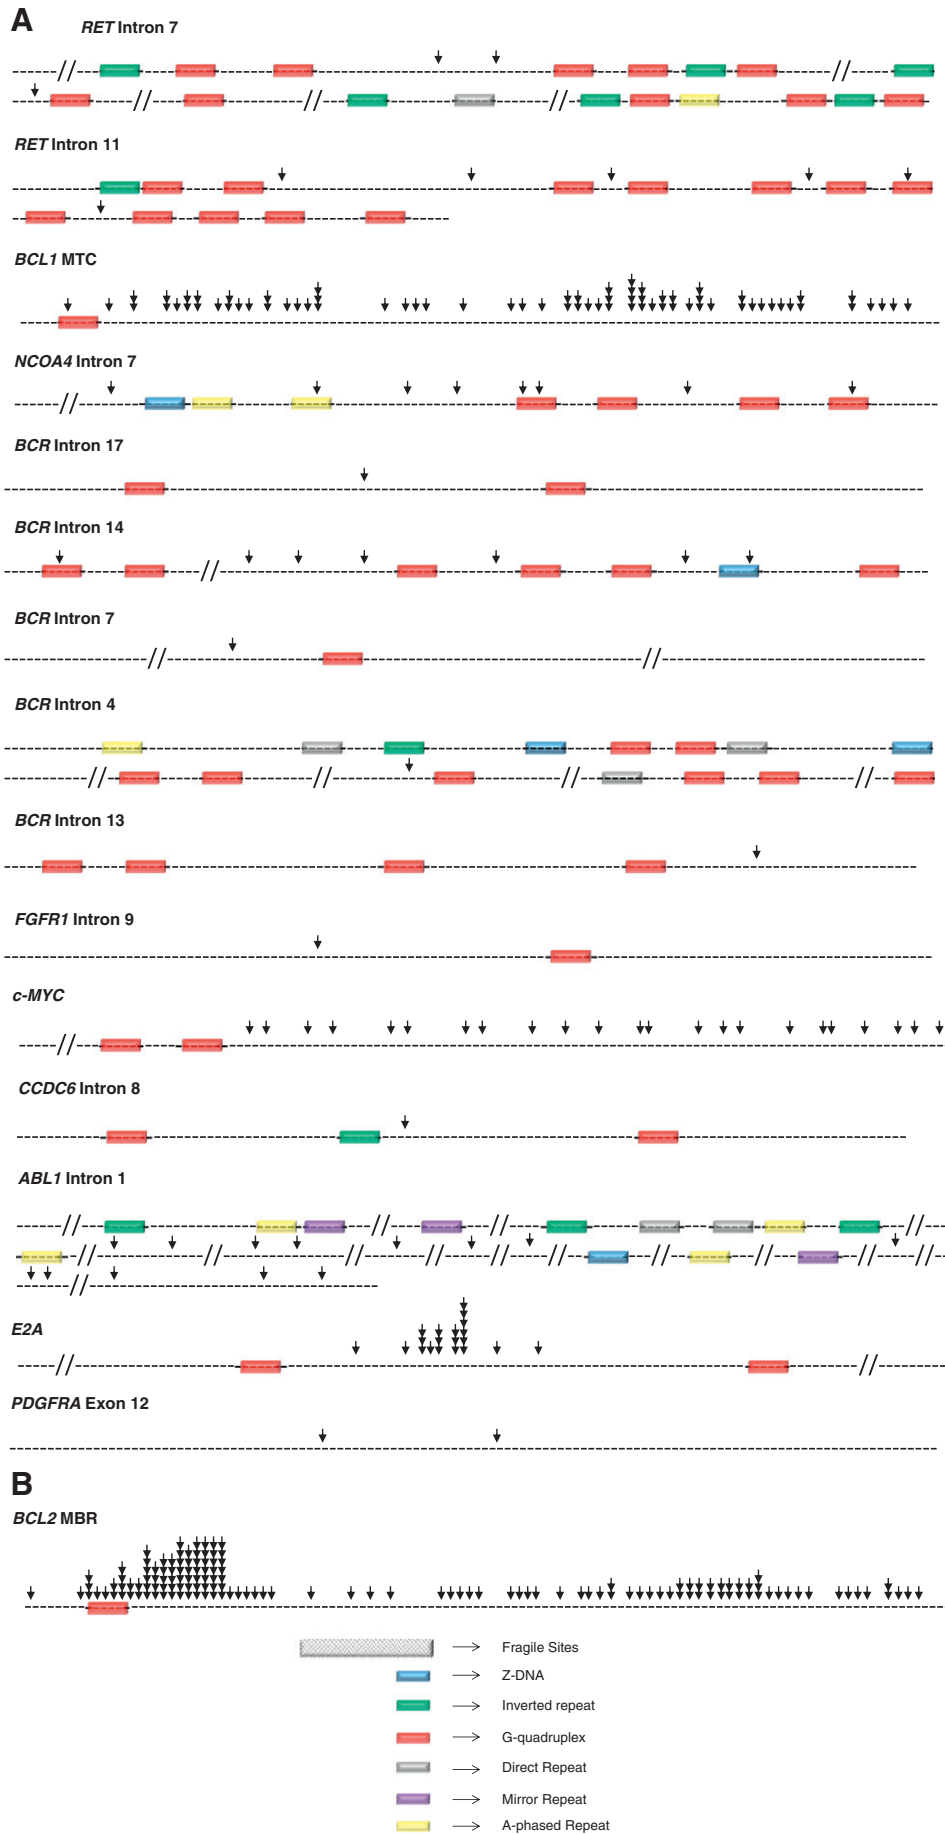 A
RET Intron 7
RET Intron 11
BCL1 MTC
NCOA4 Intron 7
BCR Intron 17
BCR Intron 14
BCR Intron 7
BCR Intron 4
BCR Intron 13
FGFR1 Intron 9
c-MYC
CCDC6 Intron 8
ABL1 Intron 1
E2A
PDGFRA Exon 12
B
BCL2 MBR
Fragile Sites
Z-DNA
Inverted repeat
G-quadruplex
Direct Repeat
Mirror Repeat
A-phased Repeat